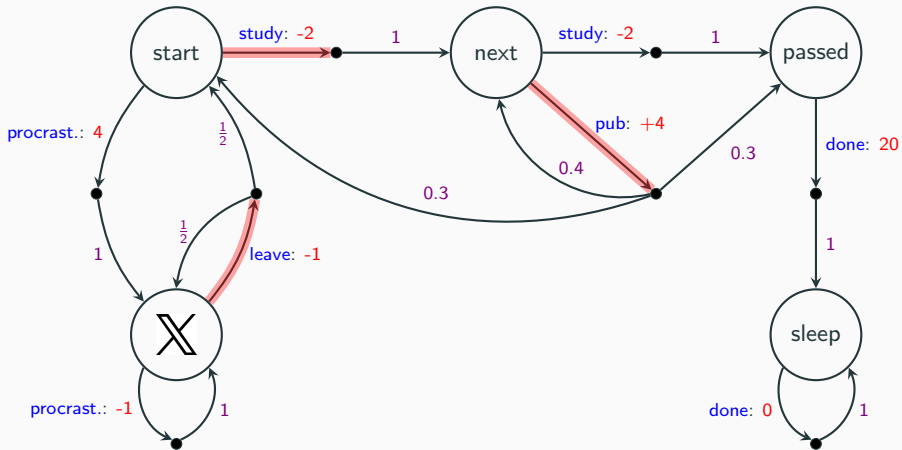 start
study: -2
1
next
study: -2
1
passed
procrast.: 4
1/2
pub: +4
done: 20
0.4
0.3
0.3
1/2
leave: -1
1
1
𝕏
sleep
procrast.: -1
1
done: 0
1